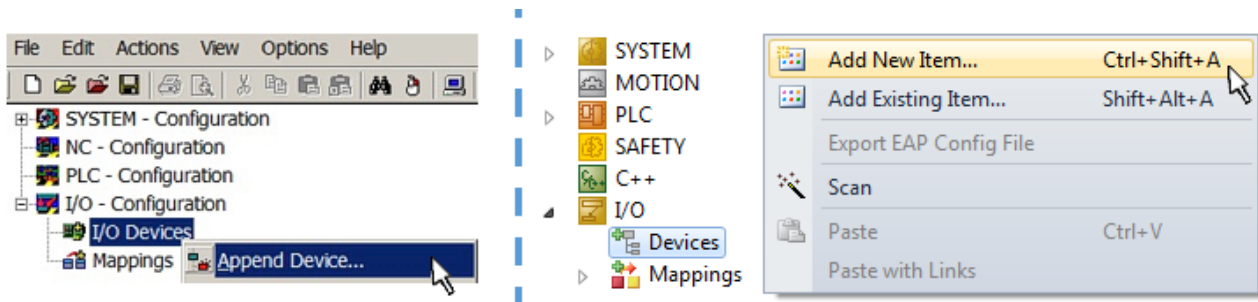 File Edit Actions View Options Help
SYSTEM - Configuration
NC - Configuration
PLC - Configuration
I/O - Configuration
I/O Devices
Mappings
Append Device...
SYSTEM
MOTION
PLC
SAFETY
C++
I/O
Devices
Mappings
Add New Item... Ctrl+Shift+A
Add Existing Item... Shift+Alt+A
Export EAP Config File
Scan
Paste Ctrl+V
Paste with Links